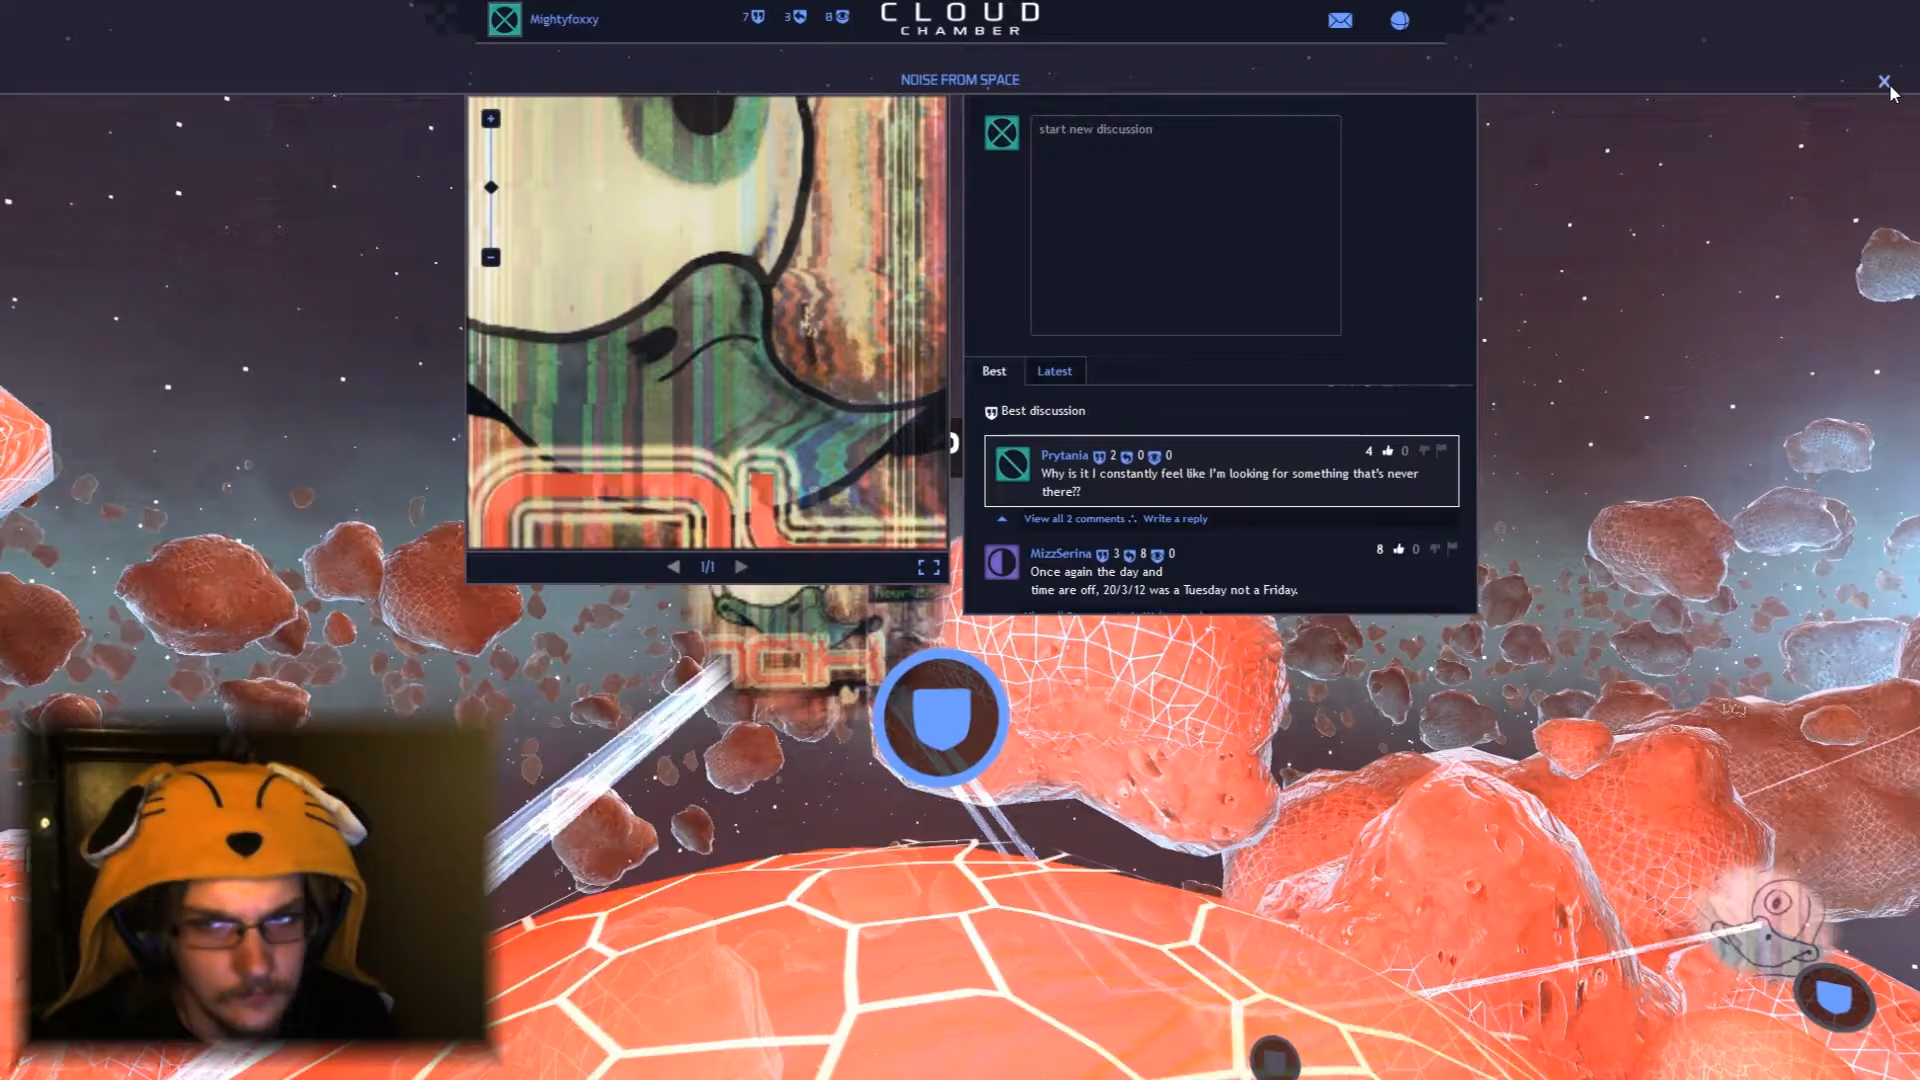 Mightyfoxxy
7 3 0
CLOUD
CHAMBER
NOISE FROM SPACE
start new discussion
Best Latest
Best discussion
Prytania 2 0 0
4 0
Why is it I constantly feel like I'm looking for something that's never
there??
View all 2 comments Write a reply
MizzSerina 3 8 0
8 0
Once again the day and
time are off, 20/3/12 was a Tuesday not a Friday.
1/1